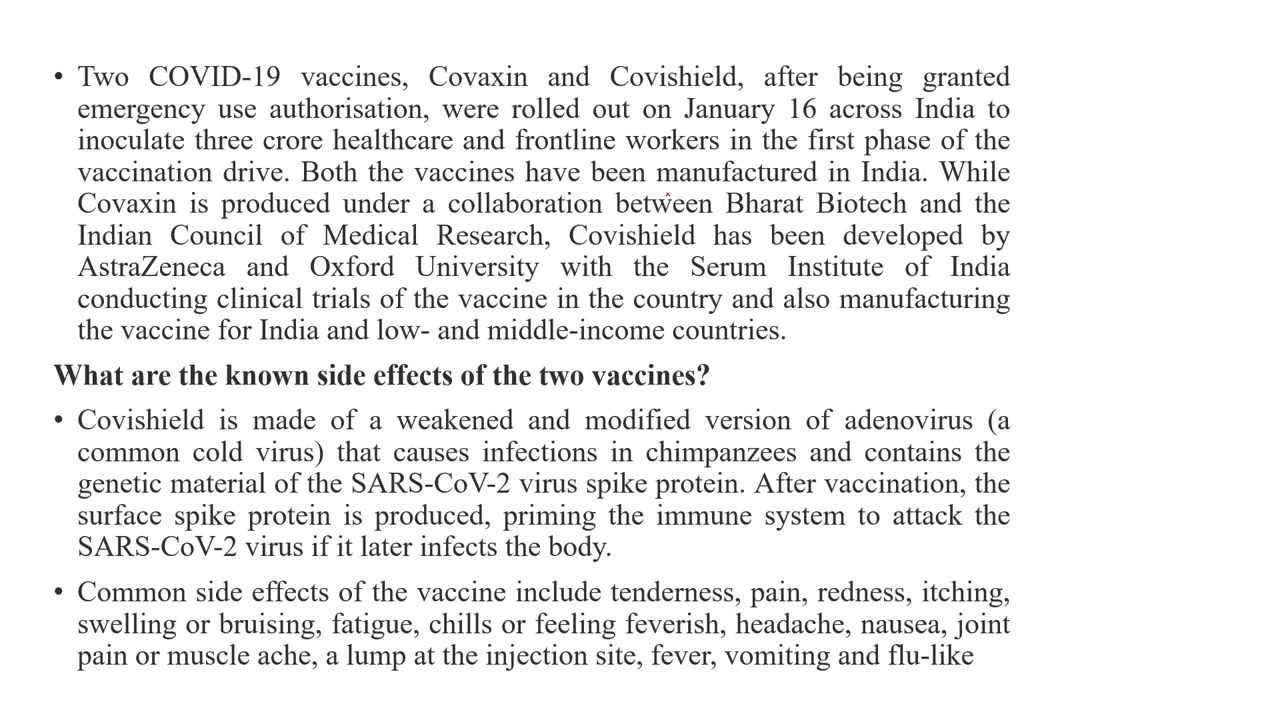 • Two COVID-19 vaccines, Covaxin and Covishield, after being granted
emergency use authorisation, were rolled out on January 16 across India to
inoculate three crore healthcare and frontline workers in the first phase of the
vaccination drive. Both the vaccines have been manufactured in India. While
Covaxin is produced under a collaboration between Bharat Biotech and the
Indian Council of Medical Research, Covishield has been developed by
AstraZeneca and Oxford University with the Serum Institute of India
conducting clinical trials of the vaccine in the country and also manufacturing
the vaccine for India and low- and middle-income countries.
What are the known side effects of the two vaccines?
• Covishield is made of a weakened and modified version of adenovirus (a
common cold virus) that causes infections in chimpanzees and contains the
genetic material of the SARS-CoV-2 virus spike protein. After vaccination, the
surface spike protein is produced, priming the immune system to attack the
SARS-CoV-2 virus if it later infects the body.
• Common side effects of the vaccine include tenderness, pain, redness, itching,
swelling or bruising, fatigue, chills or feeling feverish, headache, nausea, joint
pain or muscle ache, a lump at the injection site, fever, vomiting and flu-like